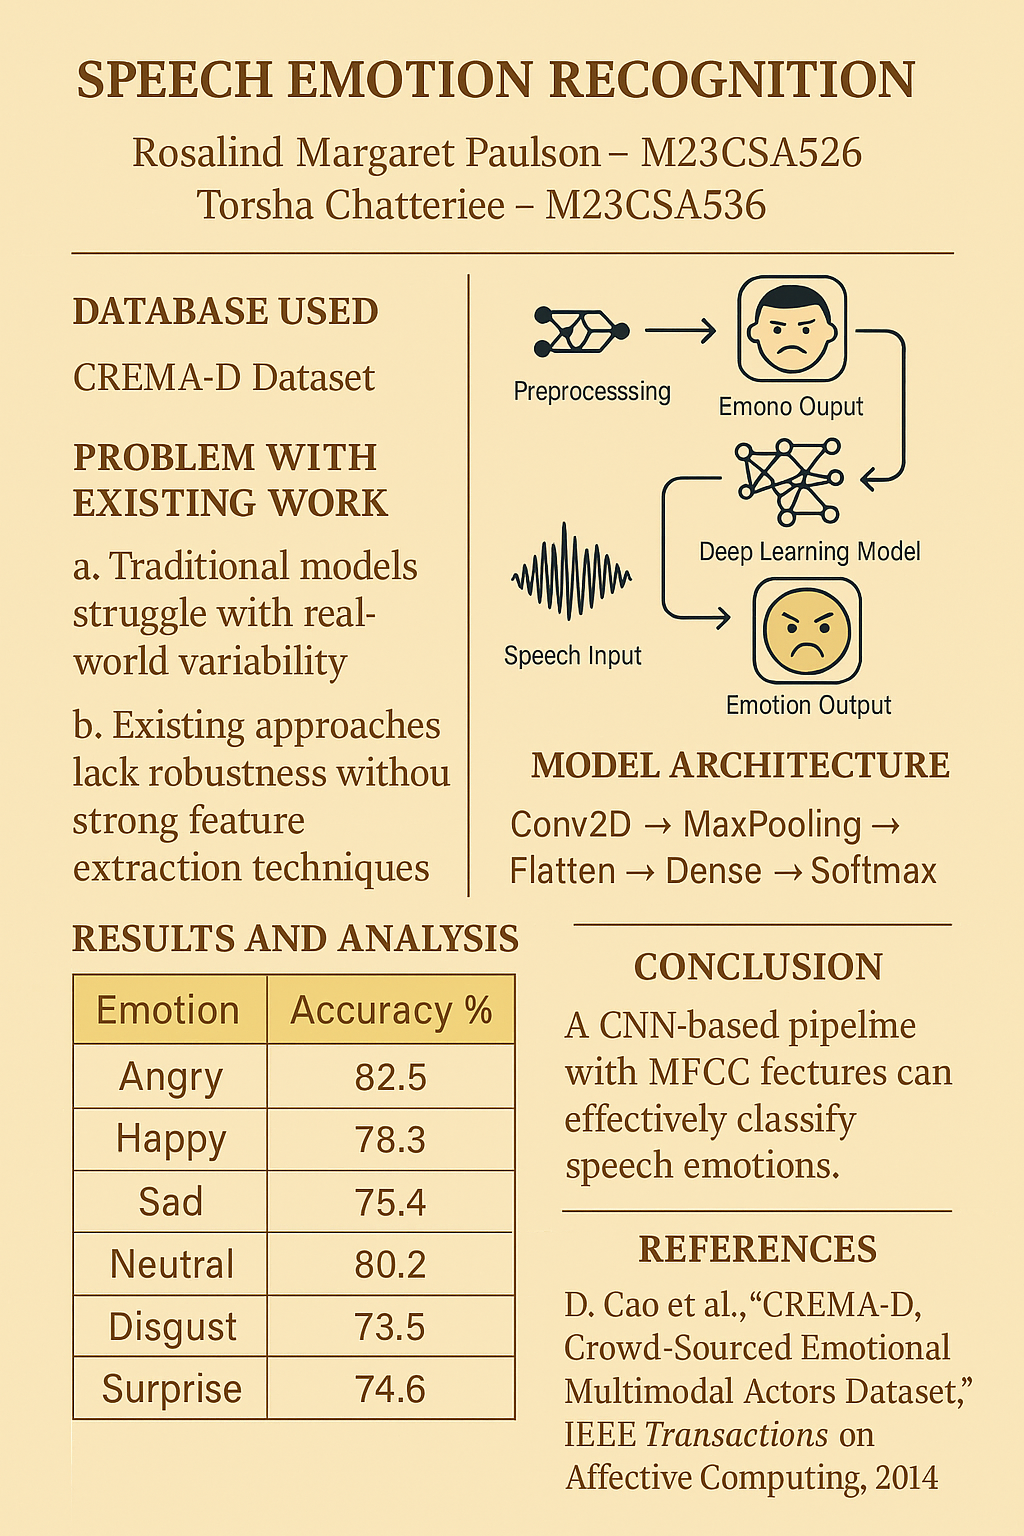 SPEECH EMOTION RECOGNITION
Rosalind Margaret Paulson – M23CSA526
Torsha Chatteriee – M23CSA536
DATABASE USED
CREMA-D Dataset
PROBLEM WITH
EXISTING WORK
a. Traditional models
struggle with real-
world variability
b. Existing approaches
lack robustness withou
strong feature
extraction techniques
Preprocesssing
Emono Ouput
Deep Learning Model
Speech Input
Emotion Output
MODEL ARCHITECTURE
Conv2D → MaxPooling →
Flatten → Dense → Softmax
RESULTS AND ANALYSIS
Emotion Accuracy %
Angry 82.5
Happy 78.3
Sad 75.4
Neutral 80.2
Disgust 73.5
Surprise 74.6
CONCLUSION
A CNN-based pipelme
with MFCC fectures can
effectively classify
speech emotions.
REFERENCES
D. Cao et al., “CREMA-D,
Crowd-Sourced Emotional
Multimodal Actors Dataset,”
IEEE Transactions on
Affective Computing, 2014